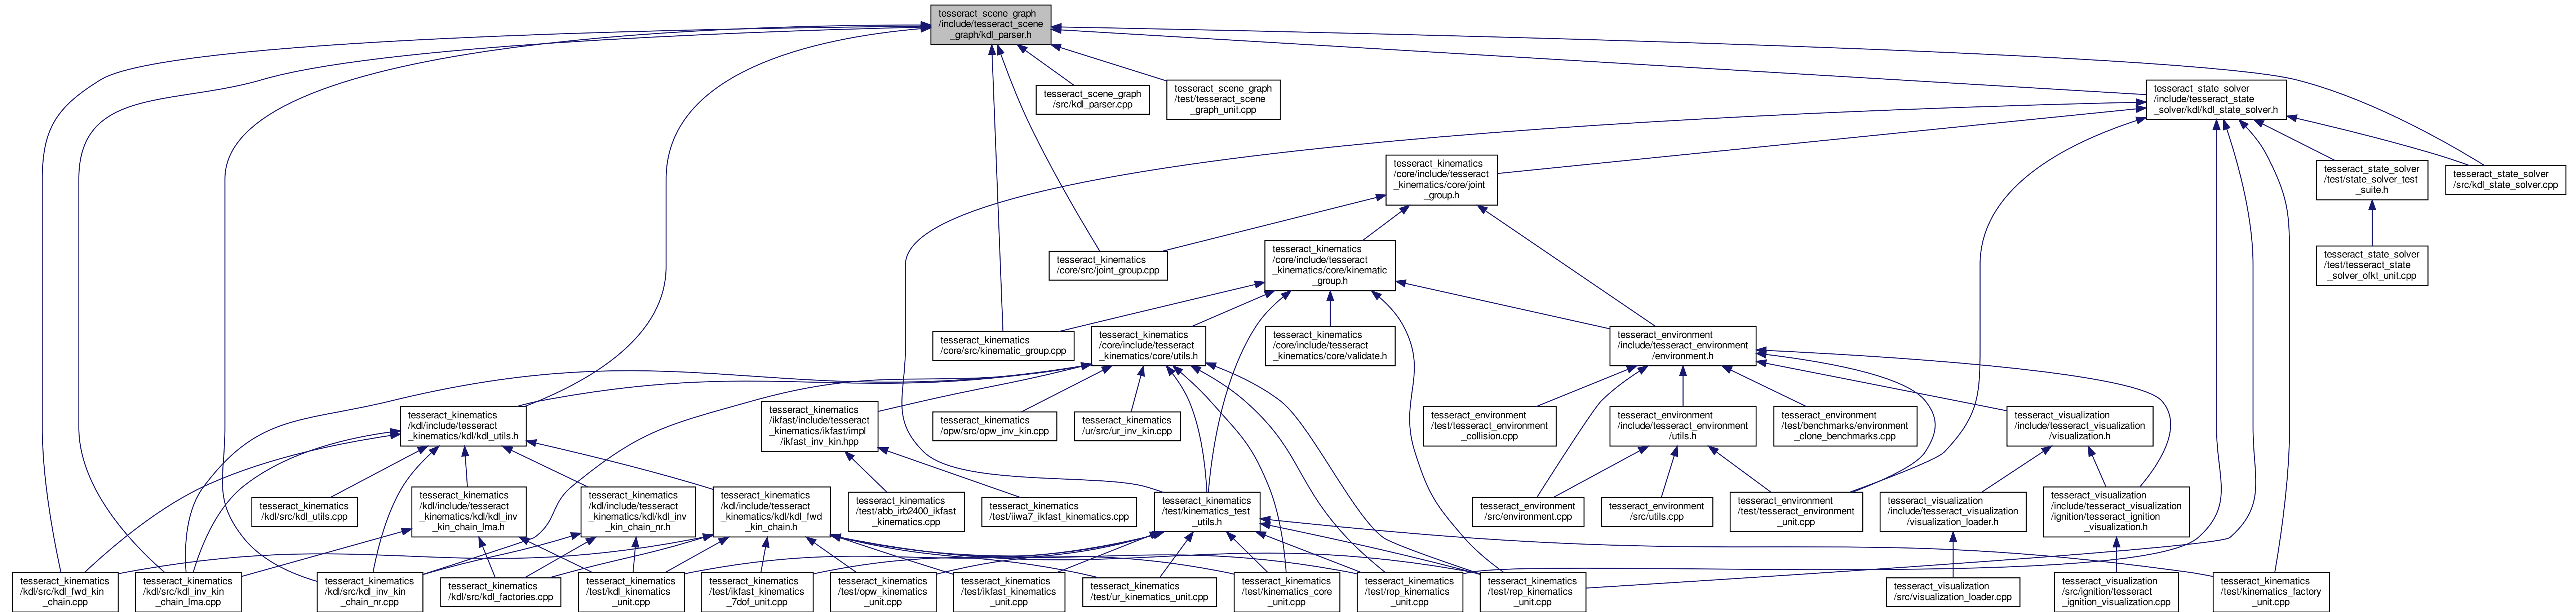 tesseract_scene_graph
/include/tesseract_scene
_graph/kdl_parser.h
tesseract_scene_graph
/src/kdl_parser.cpp
tesseract_scene_graph
/test/tesseract_scene
_graph_unit.cpp
tesseract_state_solver
/include/tesseract_state
_solver/kdl/kdl_state_solver.h
tesseract_kinematics
/core/include/tesseract
_kinematics/core/joint
_group.h
tesseract_state_solver
/test/state_solver_test
_suite.h
tesseract_state_solver
/src/kdl_state_solver.cpp
tesseract_kinematics
/core/src/joint_group.cpp
tesseract_kinematics
/core/include/tesseract
_kinematics/core/kinematic
_group.h
tesseract_state_solver
/test/tesseract_state
_solver_ofkt_unit.cpp
tesseract_kinematics
/core/src/kinematic_group.cpp
tesseract_kinematics
/core/include/tesseract
_kinematics/core/utils.h
tesseract_kinematics
/core/include/tesseract
_kinematics/core/validate.h
tesseract_environment
/include/tesseract_environment
/environment.h
tesseract_kinematics
/kdl/include/tesseract
_kinematics/kdl/kdl_utils.h
tesseract_kinematics
/ikfast/include/tesseract
_kinematics/ikfast/impl
/ikfast_inv_kin.hpp
tesseract_kinematics
/opw/src/opw_inv_kin.cpp
tesseract_kinematics
/ur/src/ur_inv_kin.cpp
tesseract_environment
/test/tesseract_environment
_collision.cpp
tesseract_environment
/include/tesseract_environment
/utils.h
tesseract_environment
/test/benchmarks/environment
_clone_benchmarks.cpp
tesseract_visualization
/include/tesseract_visualization
/visualization.h
tesseract_kinematics
/kdl/src/kdl_utils.cpp
tesseract_kinematics
/kdl/include/tesseract
_kinematics/kdl/kdl_inv
_kin_chain_lma.h
tesseract_kinematics
/kdl/include/tesseract
_kinematics/kdl/kdl_inv
_kin_chain_nr.h
tesseract_kinematics
/kdl/include/tesseract
_kinematics/kdl/kdl_fwd
_kin_chain.h
tesseract_kinematics
/test/abb_irb2400_ikfast
_kinematics.cpp
tesseract_kinematics
/test/iiwa7_ikfast_kinematics.cpp
tesseract_kinematics
/test/kinematics_test
_utils.h
tesseract_environment
/src/environment.cpp
tesseract_environment
/src/utils.cpp
tesseract_environment
/test/tesseract_environment
_unit.cpp
tesseract_visualization
/include/tesseract_visualization
/visualization_loader.h
tesseract_visualization
/include/tesseract_visualization
/ignition/tesseract_ignition
_visualization.h
tesseract_kinematics
/kdl/src/kdl_fwd_kin
_chain.cpp
tesseract_kinematics
/kdl/src/kdl_inv_kin
_chain_lma.cpp
tesseract_kinematics
/kdl/src/kdl_inv_kin
_chain_nr.cpp
tesseract_kinematics
/kdl/src/kdl_factories.cpp
tesseract_kinematics
/test/kdl_kinematics
_unit.cpp
tesseract_kinematics
/test/ikfast_kinematics
_7dof_unit.cpp
tesseract_kinematics
/test/opw_kinematics
_unit.cpp
tesseract_kinematics
/test/ikfast_kinematics
_unit.cpp
tesseract_kinematics
/test/ur_kinematics_unit.cpp
tesseract_kinematics
/test/kinematics_core
_unit.cpp
tesseract_kinematics
/test/rop_kinematics
_unit.cpp
tesseract_kinematics
/test/rep_kinematics
_unit.cpp
tesseract_visualization
/src/visualization_loader.cpp
tesseract_visualization
/src/ignition/tesseract
_ignition_visualization.cpp
tesseract_kinematics
/test/kinematics_factory
_unit.cpp